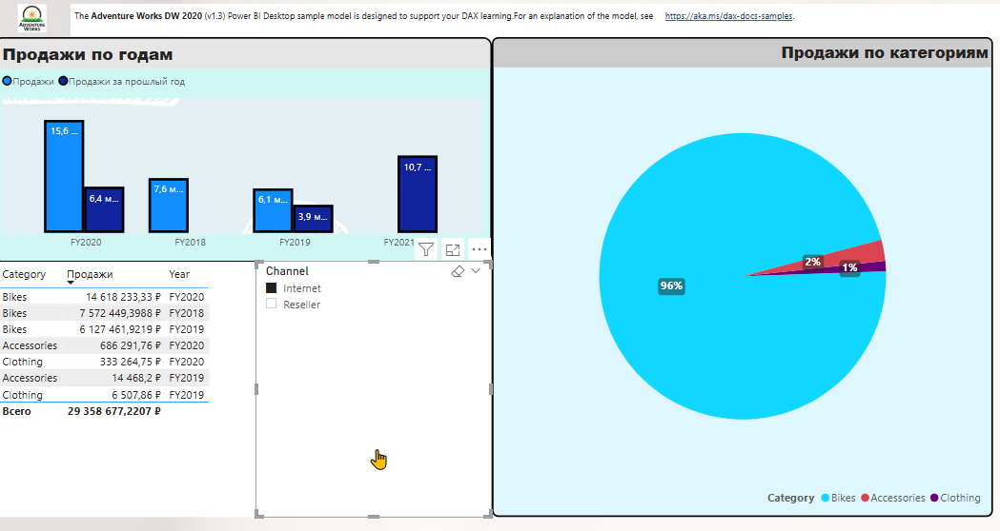 ADVENTURE WORKS
The Adventure Works DW 2020 (v1.3) Power BI Desktop sample model is designed to support your DAX learning.For an explanation of the model, see https://aka.ms/dax-docs-samples.
Продажи по годам
Продажи Продажи за прошлый год
15,6 ...
6,4 м...
7,6 м...
6,1 м...
3,9 м...
10,7 ...
FY2020 FY2018 FY2019 FY2021
Category Продажи Year
Bikes 14 618 233,33 ₽ FY2020
Bikes 7 572 449,3988 ₽ FY2018
Bikes 6 127 461,9219 ₽ FY2019
Accessories 686 291,76 ₽ FY2020
Clothing 333 264,75 ₽ FY2020
Accessories 14 468,2 ₽ FY2019
Clothing 6 507,86 ₽ FY2019
Всего 29 358 677,2207 ₽
Channel
Internet
Reseller
Продажи по категориям
2%
1%
96%
Category Bikes Accessories Clothing